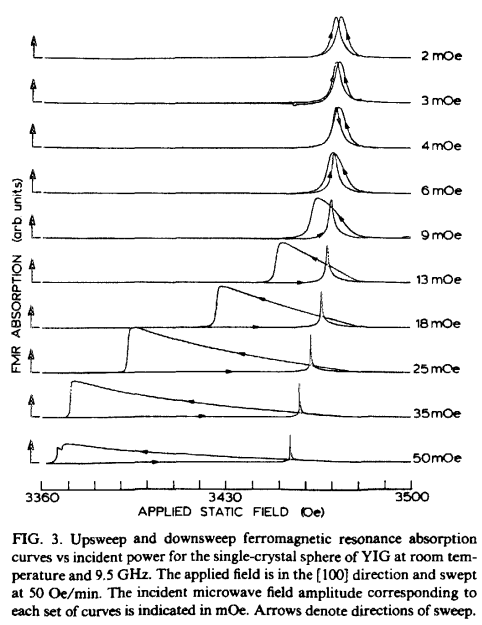 2 mOe
3 mOe
4 mOe
6 mOe
9 mOe
13 mOe
18 mOe
25 mOe
35 mOe
50 mOe
FMR ABSORPTION (arb units)
3360 3430 3500
APPLIED STATIC FIELD (Oe)
FIG. 3. Upsweep and downsweep ferromagnetic resonance absorption
curves vs incident power for the single-crystal sphere of YIG at room tem-
perature and 9.5 GHz. The applied field is in the [100] direction and swept
at 50 Oe/min. The incident microwave field amplitude corresponding to
each set of curves is indicated in mOe. Arrows denote directions of sweep.